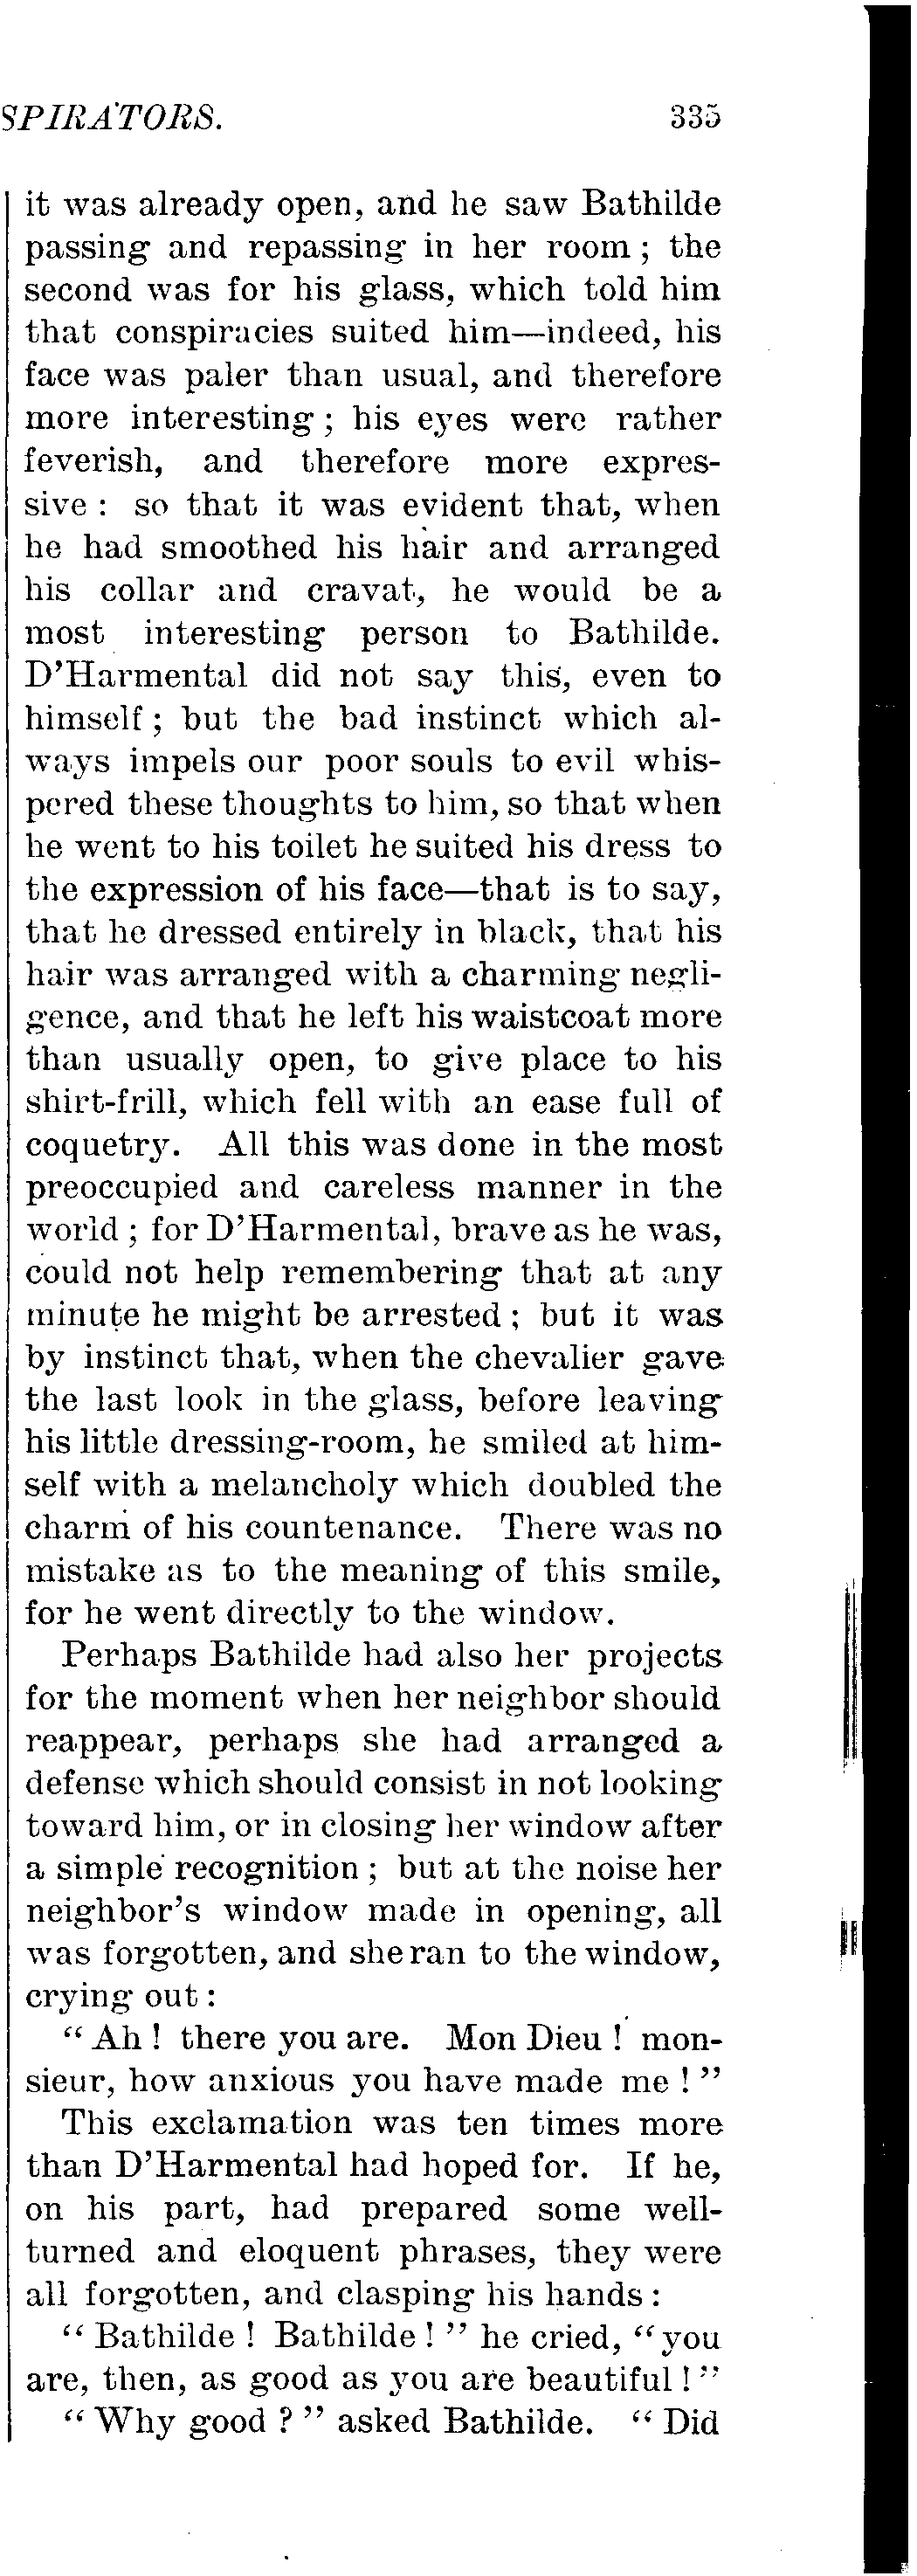 SPIRATORS. 335
it was already open, and he saw Bathilde
passing and repassing in her room ; the
second was for his glass, which told him
that conspiracies suited him—indeed, his
face was paler than usual, and therefore
more interesting ; his eyes were rather
feverish, and therefore more expres-
sive : so that it was evident that, when
he had smoothed his hair and arranged
his collar and cravat, he would be a
most interesting person to Bathilde.
D'Harmental did not say this, even to
himself ; but the bad instinct which al-
ways impels our poor souls to evil whis-
pered these thoughts to him, so that when
he went to his toilet he suited his dress to
the expression of his face—that is to say,
that he dressed entirely in black, that his
hair was arranged with a charming negli-
gence, and that he left his waistcoat more
than usually open, to give place to his
shirt-frill, which fell with an ease full of
coquetry. All this was done in the most
preoccupied and careless manner in the
world ; for D'Harmental, brave as he was,
could not help remembering that at any
minute he might be arrested ; but it was
by instinct that, when the chevalier gave
the last look in the glass, before leaving
his little dressing-room, he smiled at him-
self with a melancholy which doubled the
charm of his countenance. There was no
mistake as to the meaning of this smile,
for he went directly to the window.
Perhaps Bathilde had also her projects
for the moment when her neighbor should
reappear, perhaps she had arranged a
defense which should consist in not looking
toward him, or in closing her window after
a simple recognition ; but at the noise her
neighbor's window made in opening, all
was forgotten, and she ran to the window,
crying out :
“ Ah ! there you are. Mon Dieu ! mon-
sieur, how anxious you have made me ! ”
This exclamation was ten times more
than D'Harmental had hoped for. If he,
on his part, had prepared some well-
turned and eloquent phrases, they were
all forgotten, and clasping his hands :
“ Bathilde ! Bathilde ! ” he cried, “ you
are, then, as good as you are beautiful ! ”
“ Why good ? ” asked Bathilde. “ Did